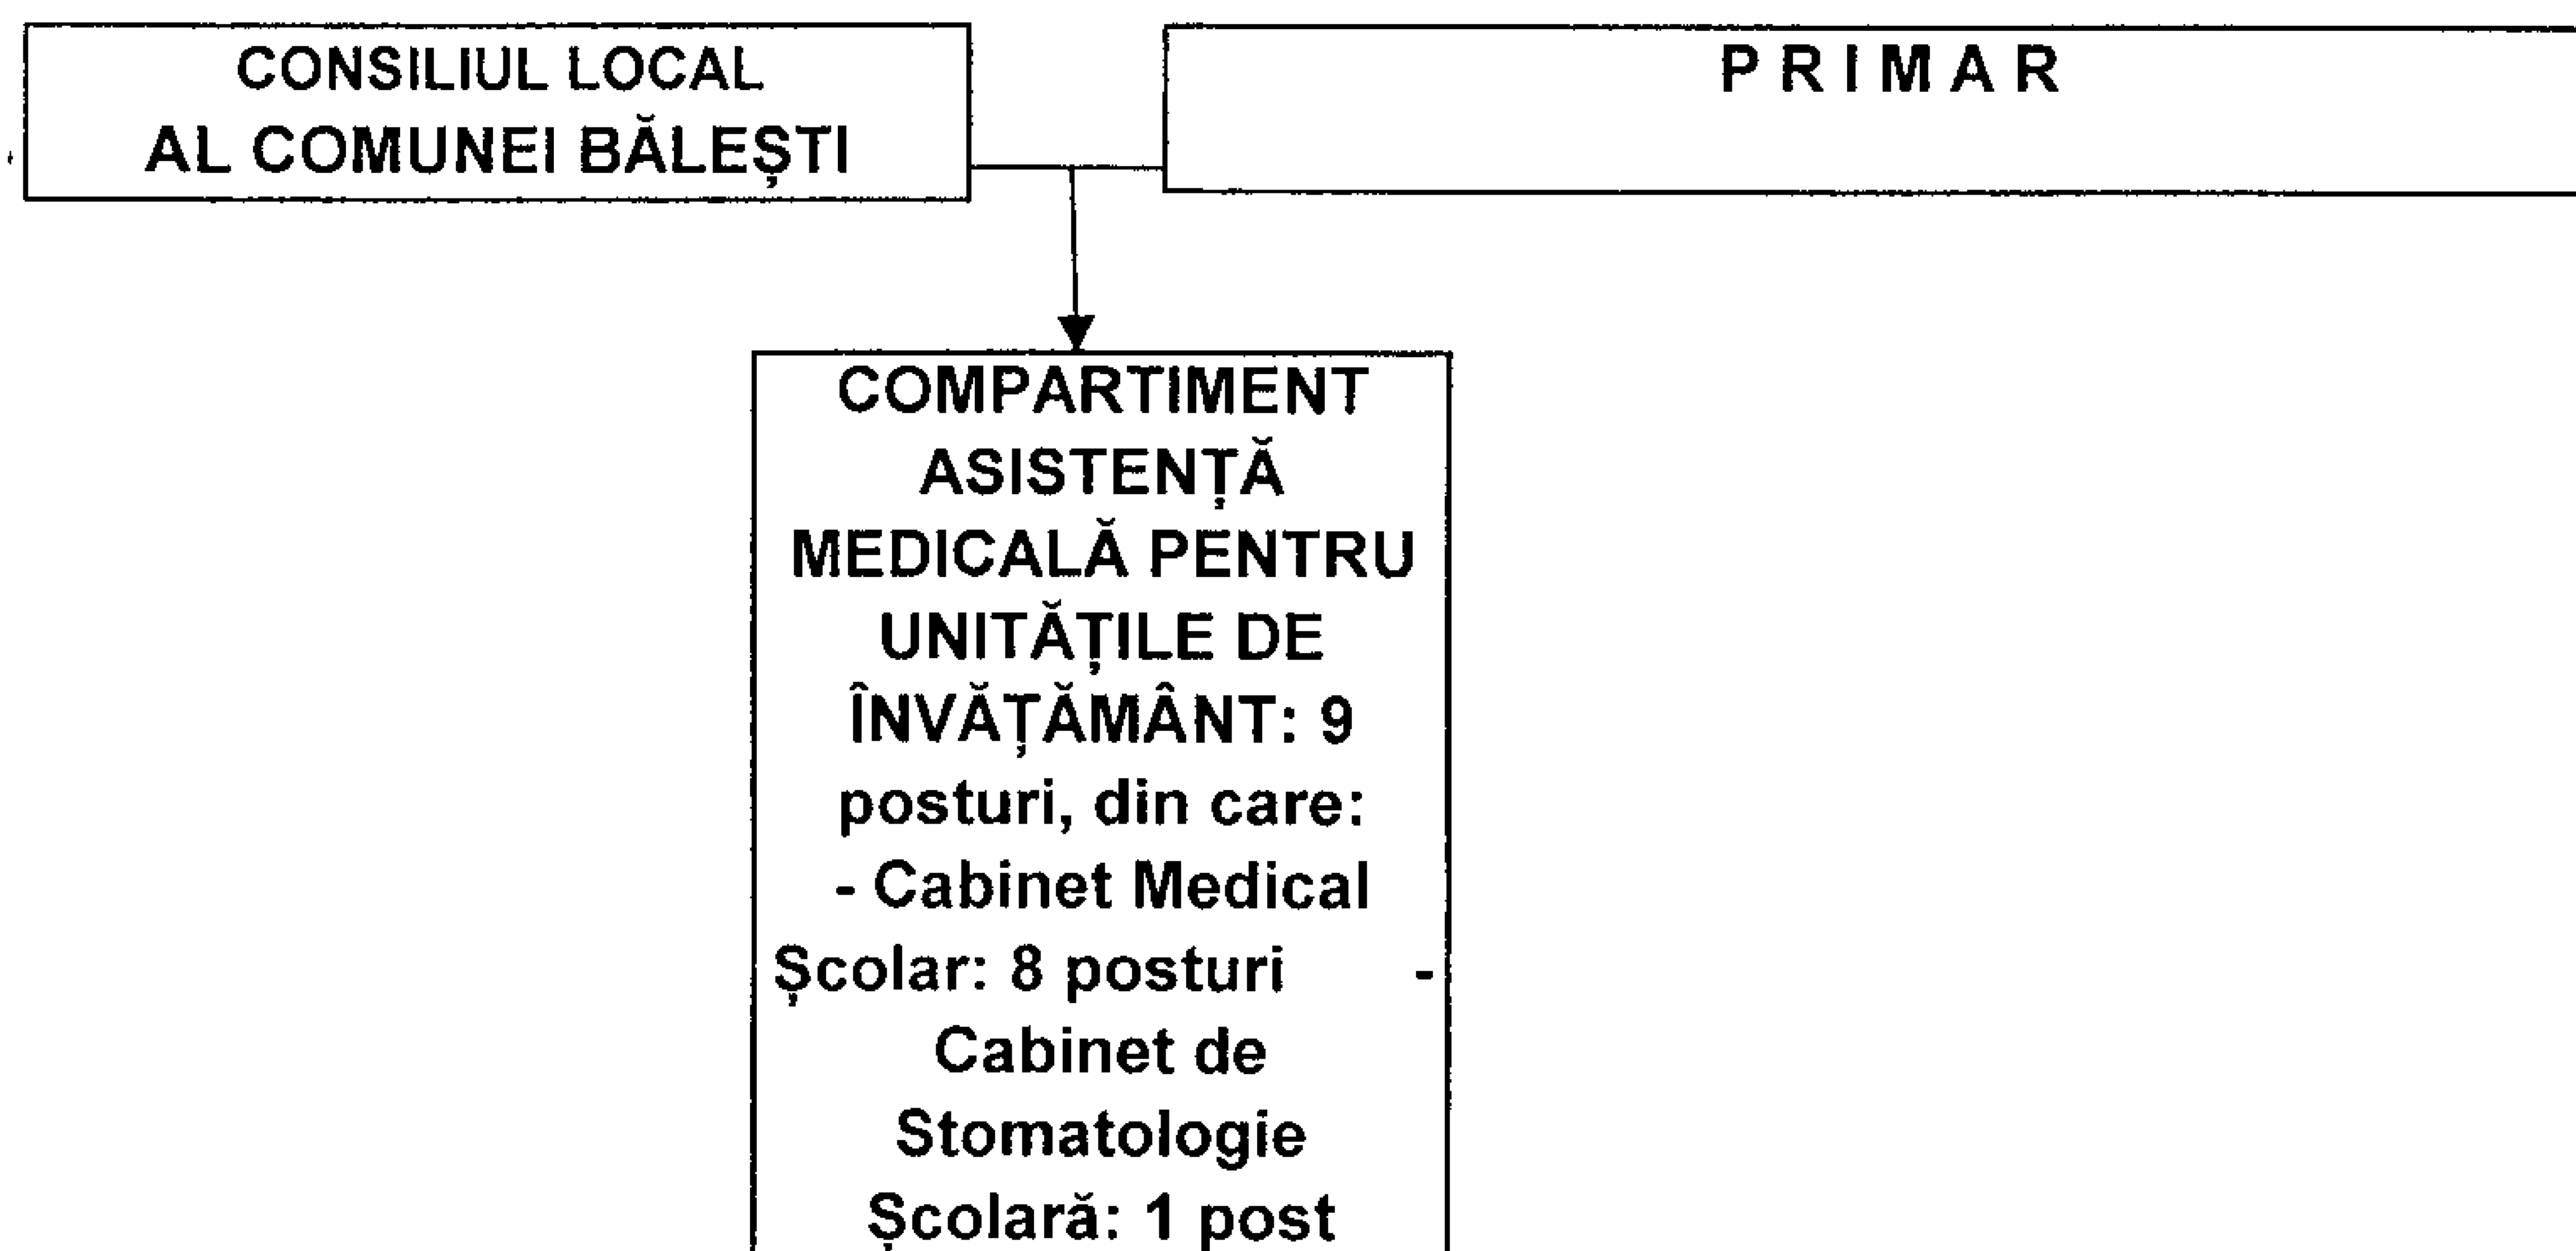 CONSILIUL LOCAL
AL COMUNEI BĂLEȘTI
P R I M A R
COMPARTIMENT
ASISTENȚĂ
MEDICALĂ PENTRU
UNITĂȚILE DE
ÎNVĂȚĂMÂNT: 9
posturi, din care:
- Cabinet Medical
Școlar: 8 posturi -
Cabinet de
Stomatologie
Școlară: 1 post